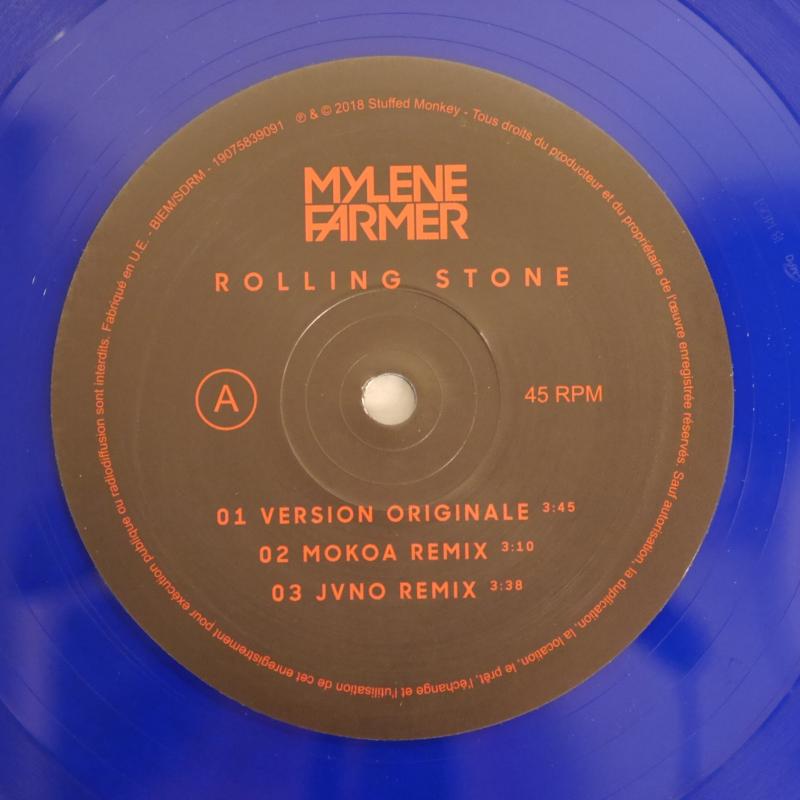 ℗ & © 2018 Stuffed Monkey - Tous droits du producteur et du propriétaire de l'œuvre enregistrée réservés. Sauf autorisation, la duplication, la location, le prêt, l'échange et l'utilisation de cet enregistrement pour exécution publique ou radiodiffusion sont interdits. Fabriqué en U.E. - BIEM/SDRM - 19075839091
MYLENE
FARMER
ROLLING STONE
A
45 RPM
01 VERSION ORIGINALE 3:45
02 MOKOA REMIX 3:10
03 JVNO REMIX 3:38